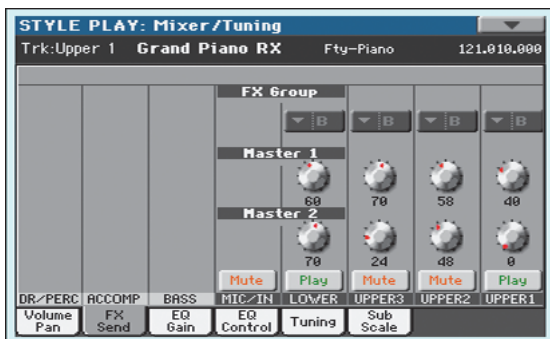 STYLE PLAY: Mixer/Tuning
Trk:Upper 1 Grand Piano RX Fty-Piano 121.010.000
FX Group
B B B B
Master 1
60 70 58 40
Master 2
70 24 48 0
Mute Play Mute Mute Play
DR/PERC ACCOMP BASS MIC/IN LOWER UPPER3 UPPER2 UPPER1
Volume Pan FX Send EQ Gain EQ Control Tuning Sub Scale